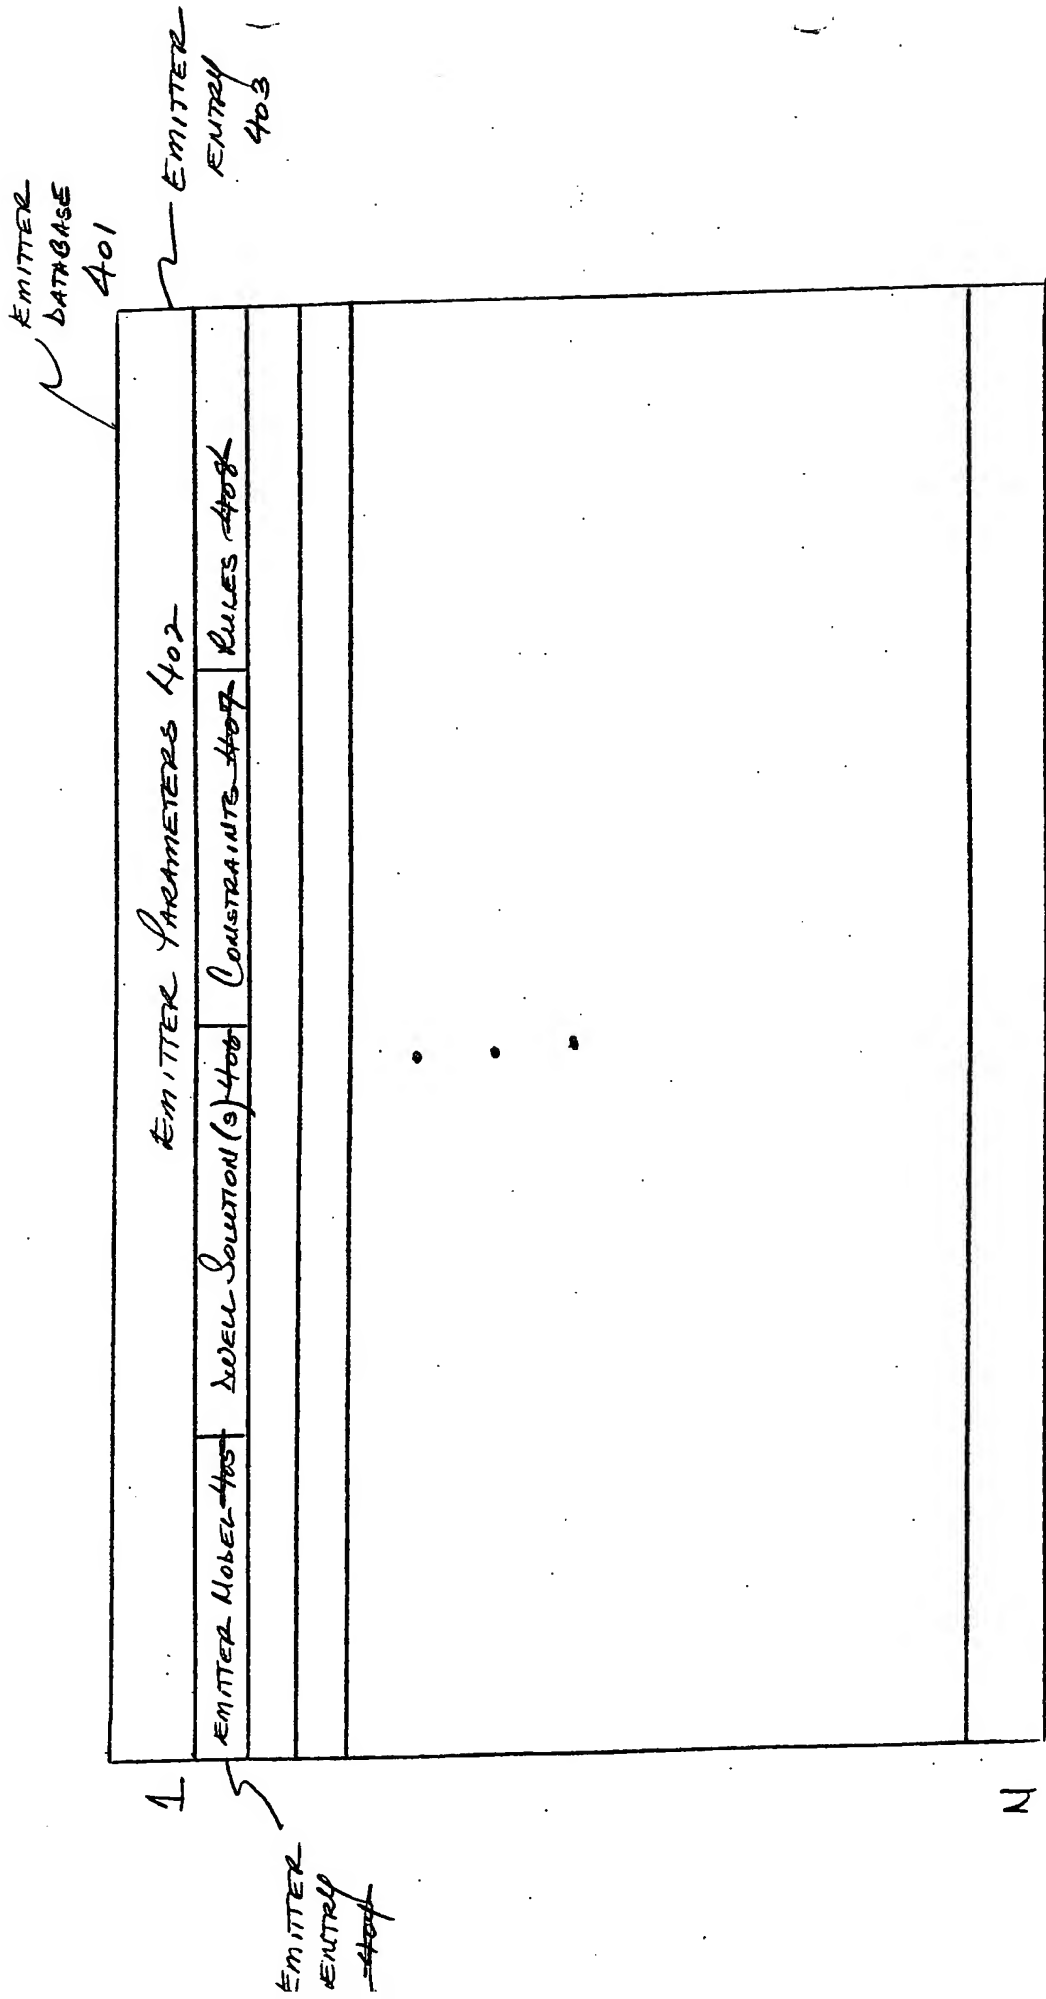 EMITTER
DATABASE
401
EMITTER
ENTRY
403
EMITTER PARAMETERS 402
1
EMITTER MODEL 405
DWELL SOLUTION(S) 406
CONSTRAINTS 407
RULES 408
EMITTER
ENTRY
404
N